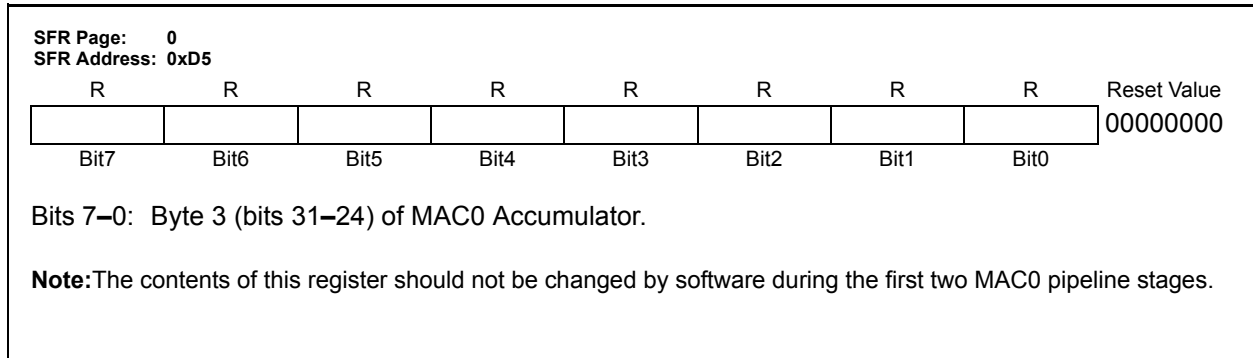 SFR Page: 0
SFR Address: 0xD5
R R R R R R R R Reset Value
00000000
Bit7 Bit6 Bit5 Bit4 Bit3 Bit2 Bit1 Bit0
Bits 7–0: Byte 3 (bits 31–24) of MAC0 Accumulator.
Note:The contents of this register should not be changed by software during the first two MAC0 pipeline stages.